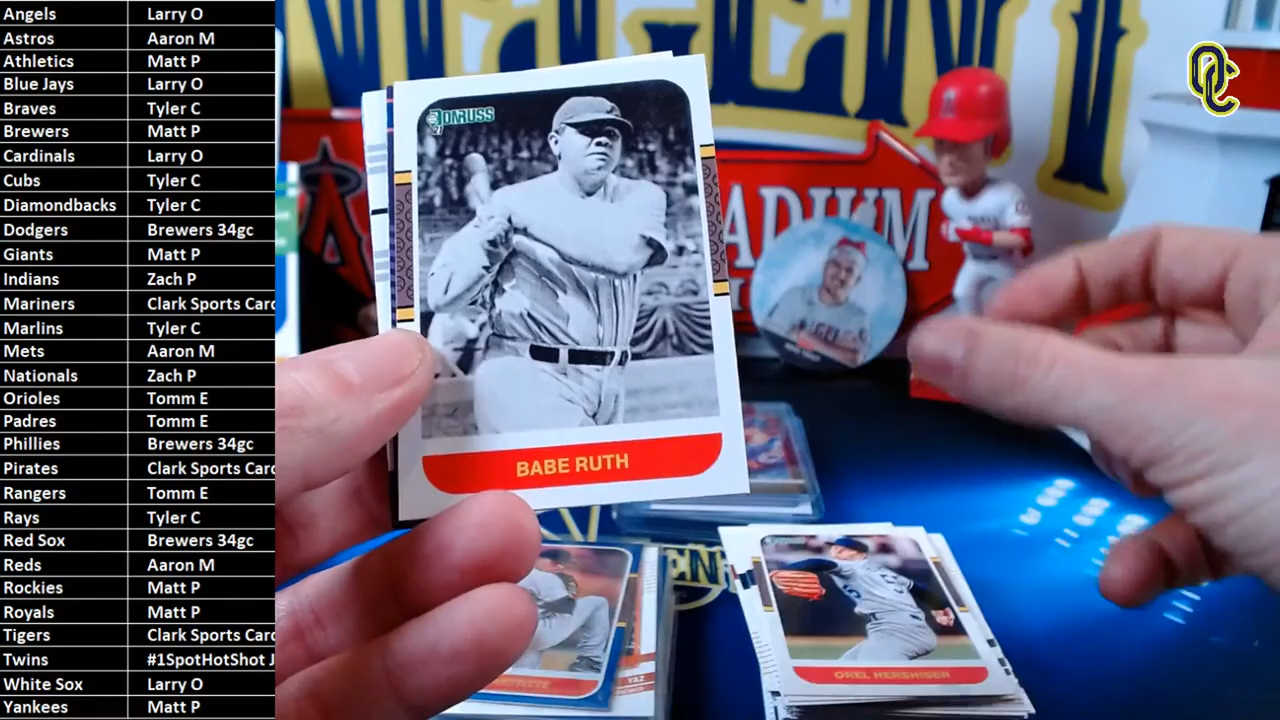 Angels Larry O
Astros Aaron M
Athletics Matt P
Blue Jays Larry O
Braves Tyler C
Brewers Matt P
Cardinals Larry O
Cubs Tyler C
Diamondbacks Tyler C
Dodgers Brewers 34gc
Giants Matt P
Indians Zach P
Mariners Clark Sports Card
Marlins Tyler C
Mets Aaron M
Nationals Zach P
Orioles Tomm E
Padres Tomm E
Phillies Brewers 34gc
Pirates Clark Sports Card
Rangers Tomm E
Rays Tyler C
Red Sox Brewers 34gc
Reds Aaron M
Rockies Matt P
Royals Matt P
Tigers Clark Sports Card
Twins #1SpotHotShot J
White Sox Larry O
Yankees Matt P
OC
DONRUSS
21
BABE RUTH
ADIUM
ANGELS
YAZ
OREL HERSHISER